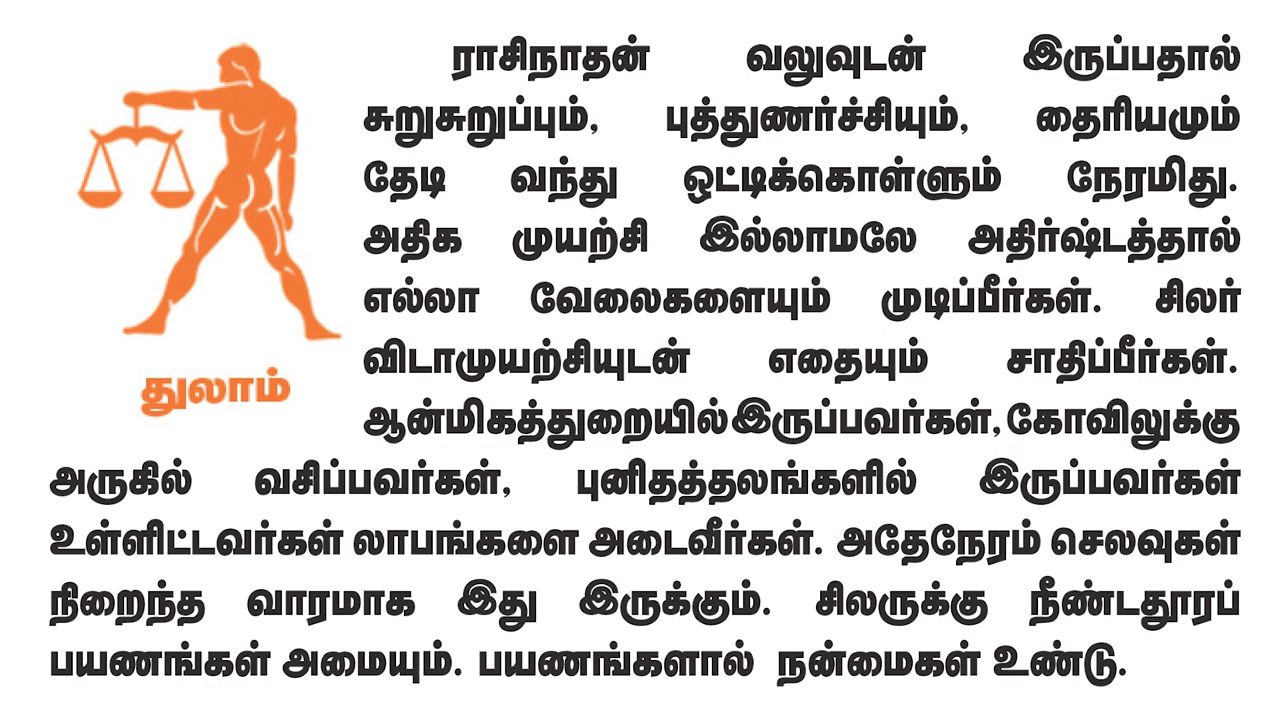 ராசிநாதன் வலுவுடன் இருப்பதால்
சுறுசுறுப்பும், புத்துணர்ச்சியும், தைரியமும்
தேடி வந்து ஒட்டிக்கொள்ளும் நேரமிது.
அதிக முயற்சி இல்லாமலே அதிர்ஷ்டத்தால்
எல்லா வேலைகளையும் முடிப்பீர்கள். சிலர்
விடாமுயற்சியுடன் எதையும் சாதிப்பீர்கள்.
துலாம்
ஆன்மிகத்துறையில் இருப்பவர்கள், கோவிலுக்கு
அருகில் வசிப்பவர்கள், புனிதத்தலங்களில் இருப்பவர்கள்
உள்ளிட்டவர்கள் லாபங்களை அடைவீர்கள். அதேநேரம் செலவுகள்
நிறைந்த வாரமாக இது இருக்கும். சிலருக்கு நீண்டதூரப்
பயணங்கள் அமையும். பயணங்களால் நன்மைகள் உண்டு.